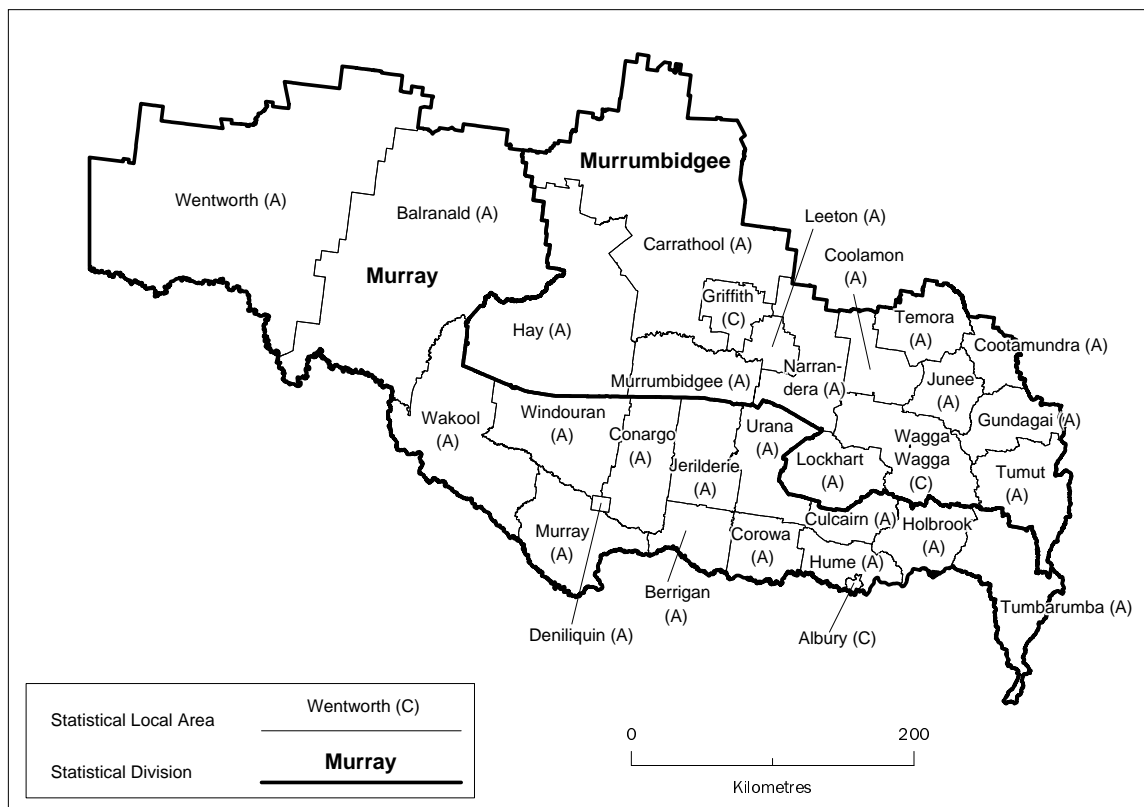 Murrumbidgee
Wentworth (A)
Balranald (A)
Leeton (A)
Carrathool (A)
Coolamon
(A)
Murray
Griffith
(C)
Temora
(A)
Hay (A)
Cootamundra (A)
Narran-
dera (A)
Junee
(A)
Murrumbidgee (A)
Windouran
(A)
Wakool
(A)
Conargo
(A)
Urana
(A)
Gundagai (A)
Wagga
Wagga
(C)
Lockhart
(A)
Jerilderie
(A)
Tumut
(A)
Culcairn (A)
Holbrook
(A)
Murray
(A)
Corowa
(A)
Hume (A)
Berrigan
(A)
Tumbarumba (A)
Deniliquin (A)
Albury (C)
Statistical Local Area
Wentworth (C)
Statistical Division
Murray
0
200
Kilometres